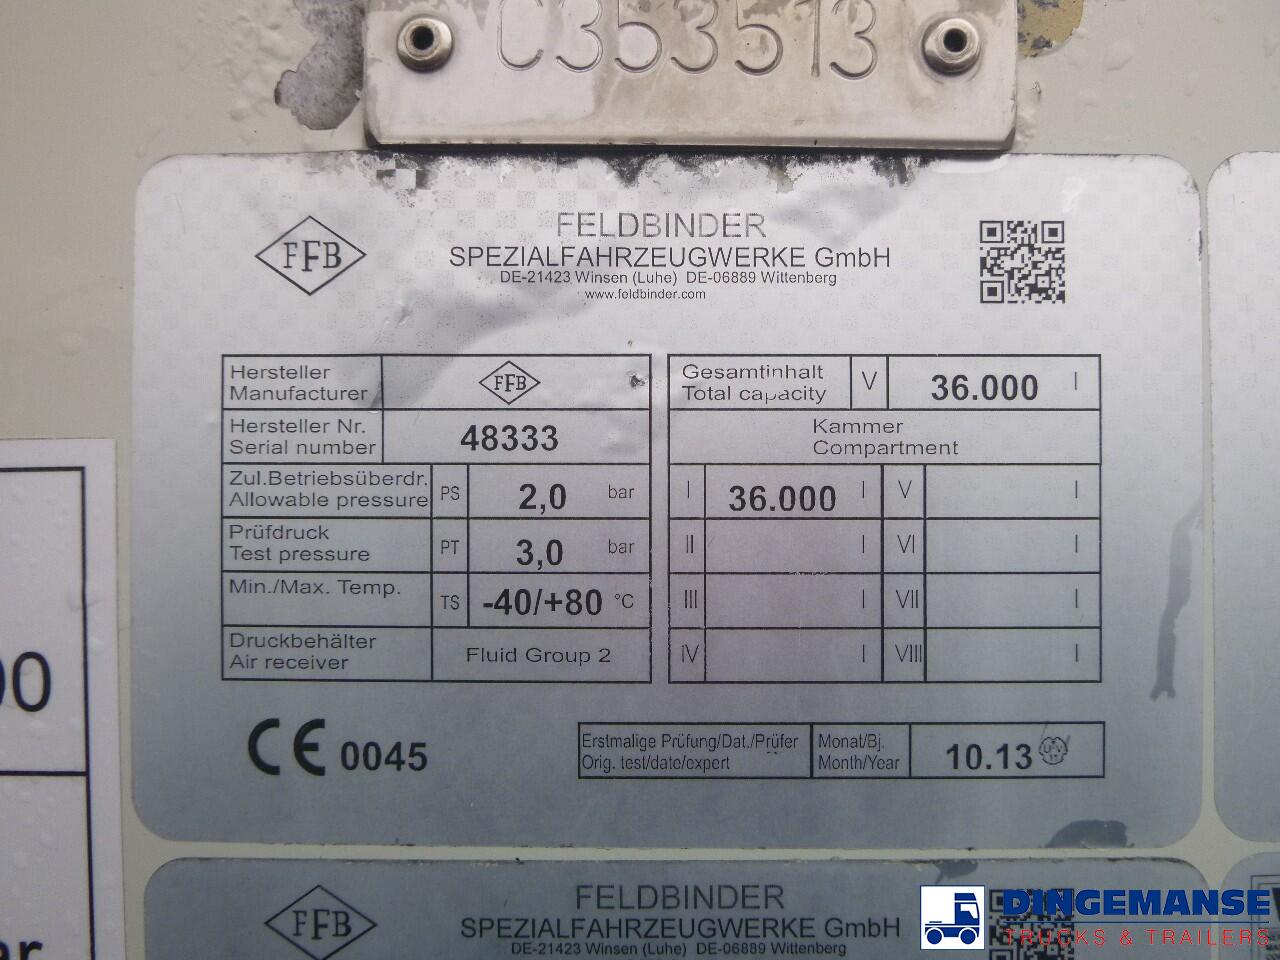 C353513
FFB
FELDBINDER
SPEZIALFAHRZEUGWERKE GmbH
DE-21423 Winsen (Luhe) DE-06889 Wittenberg
www.feldbinder.com
Hersteller
Manufacturer
FFB
Hersteller Nr.
Serial number
48333
Zul.Betriebsüberdr.
Allowable pressure
PS
2,0 bar
Prüfdruck
Test pressure
PT
3,0 bar
Min./Max. Temp.
TS
-40/+80 °C
Druckbehälter
Air receiver
Fluid Group 2
Gesamtinhalt
Total capacity
V
36.000 l
Kammer
Compartment
I 36.000 l V l
II l VI l
III l VII l
IV l VIII l
CE 0045
Erstmalige Prüfung/Dat./Prüfer
Orig. test/date/expert
Monat/Bj.
Month/Year
10.13
00
ar
FFB
FELDBINDER
SPEZIALFAHRZEUGWERKE GmbH
DE-21423 Winsen (Luhe) DE-06889 Wittenberg
DINGEMANSE
TRUCKS & TRAILERS